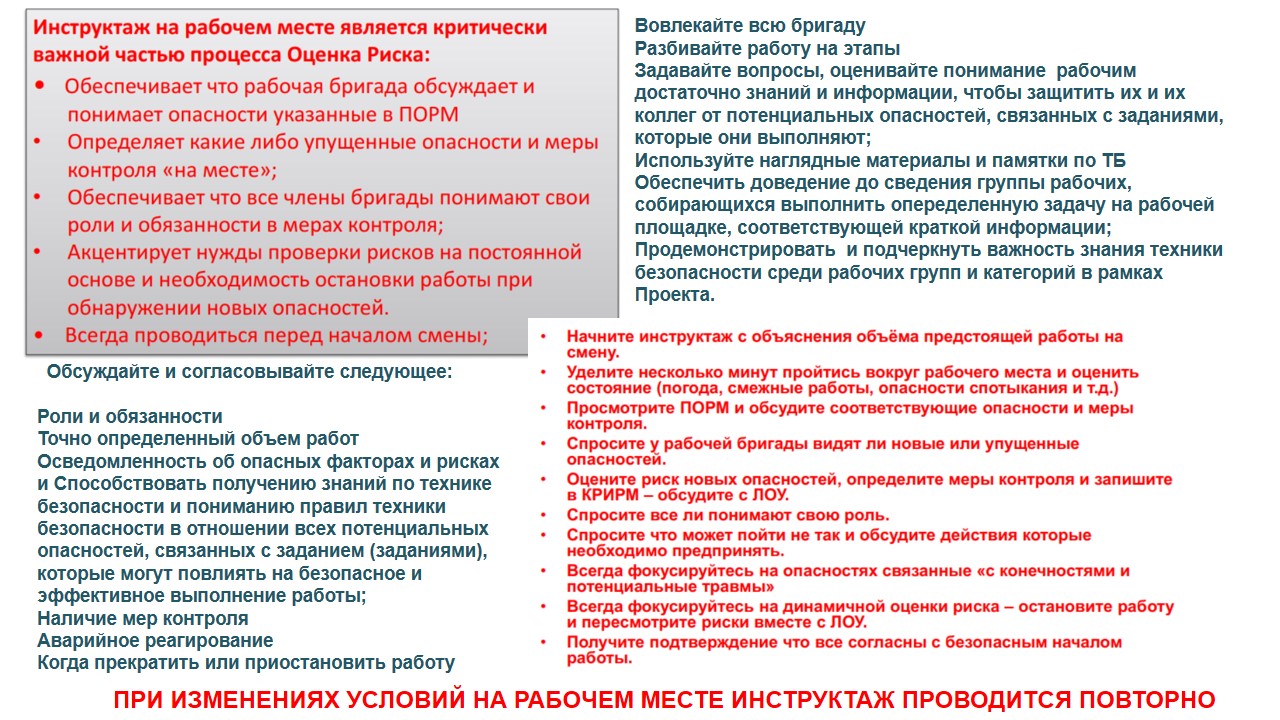 Инструктаж на рабочем месте является критически
важной частью процесса Оценка Риска:
• Обеспечивает что рабочая бригада обсуждает и
понимает опасности указанные в ПОРМ
• Определяет какие либо упущенные опасности и меры
контроля «на месте»;
• Обеспечивает что все члены бригады понимают свои
роли и обязанности в мерах контроля;
• Акцентирует нужды проверки рисков на постоянной
основе и необходимость остановки работы при
обнаружении новых опасностей.
• Всегда проводиться перед началом смены;
Вовлекайте всю бригаду
Разбивайте работу на этапы
Задавайте вопросы, оценивайте понимание рабочим
достаточно знаний и информации, чтобы защитить их и их
коллег от потенциальных опасностей, связанных с заданиями,
которые они выполняют;
Используйте наглядные материалы и памятки по ТБ
Обеспечить доведение до сведения группы рабочих,
собирающихся выполнить опеределенную задачу на рабочей
площадке, соответствующей краткой информации;
Продемонстрировать и подчеркнуть важность знания техники
безопасности среди рабочих групп и категорий в рамках
Проекта.
Обсуждайте и согласовывайте следующее:
Роли и обязанности
Точно определенный объем работ
Осведомленность об опасных факторах и рисках
и Способствовать получению знаний по технике
безопасности и пониманию правил техники
безопасности в отношении всех потенциальных
опасностей, связанных с заданием (заданиями),
которые могут повлиять на безопасное и
эффективное выполнение работы;
Наличие мер контроля
Аварийное реагирование
Когда прекратить или приостановить работу
• Начните инструктаж с объяснения объёма предстоящей работы на
смену.
• Уделите несколько минут пройтись вокруг рабочего места и оценить
состояние (погода, смежные работы, опасности спотыкания и т.д.)
• Просмотрите ПОРМ и обсудите соответствующие опасности и меры
контроля.
• Спросите у рабочей бригады видят ли новые или упущенные
опасностей.
• Оцените риск новых опасностей, определите меры контроля и запишите
в КРИРМ – обсудите с ЛОУ.
• Спросите все ли понимают свою роль.
• Спросите что может пойти не так и обсудите действия которые
необходимо предпринять.
• Всегда фокусируйтесь на опасностях связанные «с конечностями и
потенциальные травмы»
• Всегда фокусируйтесь на динамичной оценки риска – остановите работу
и пересмотрите риски вместе с ЛОУ.
• Получите подтверждение что все согласны с безопасным началом
работы.
ПРИ ИЗМЕНЕНИЯХ УСЛОВИЙ НА РАБОЧЕМ МЕСТЕ ИНСТРУКТАЖ ПРОВОДИТСЯ ПОВТОРНО